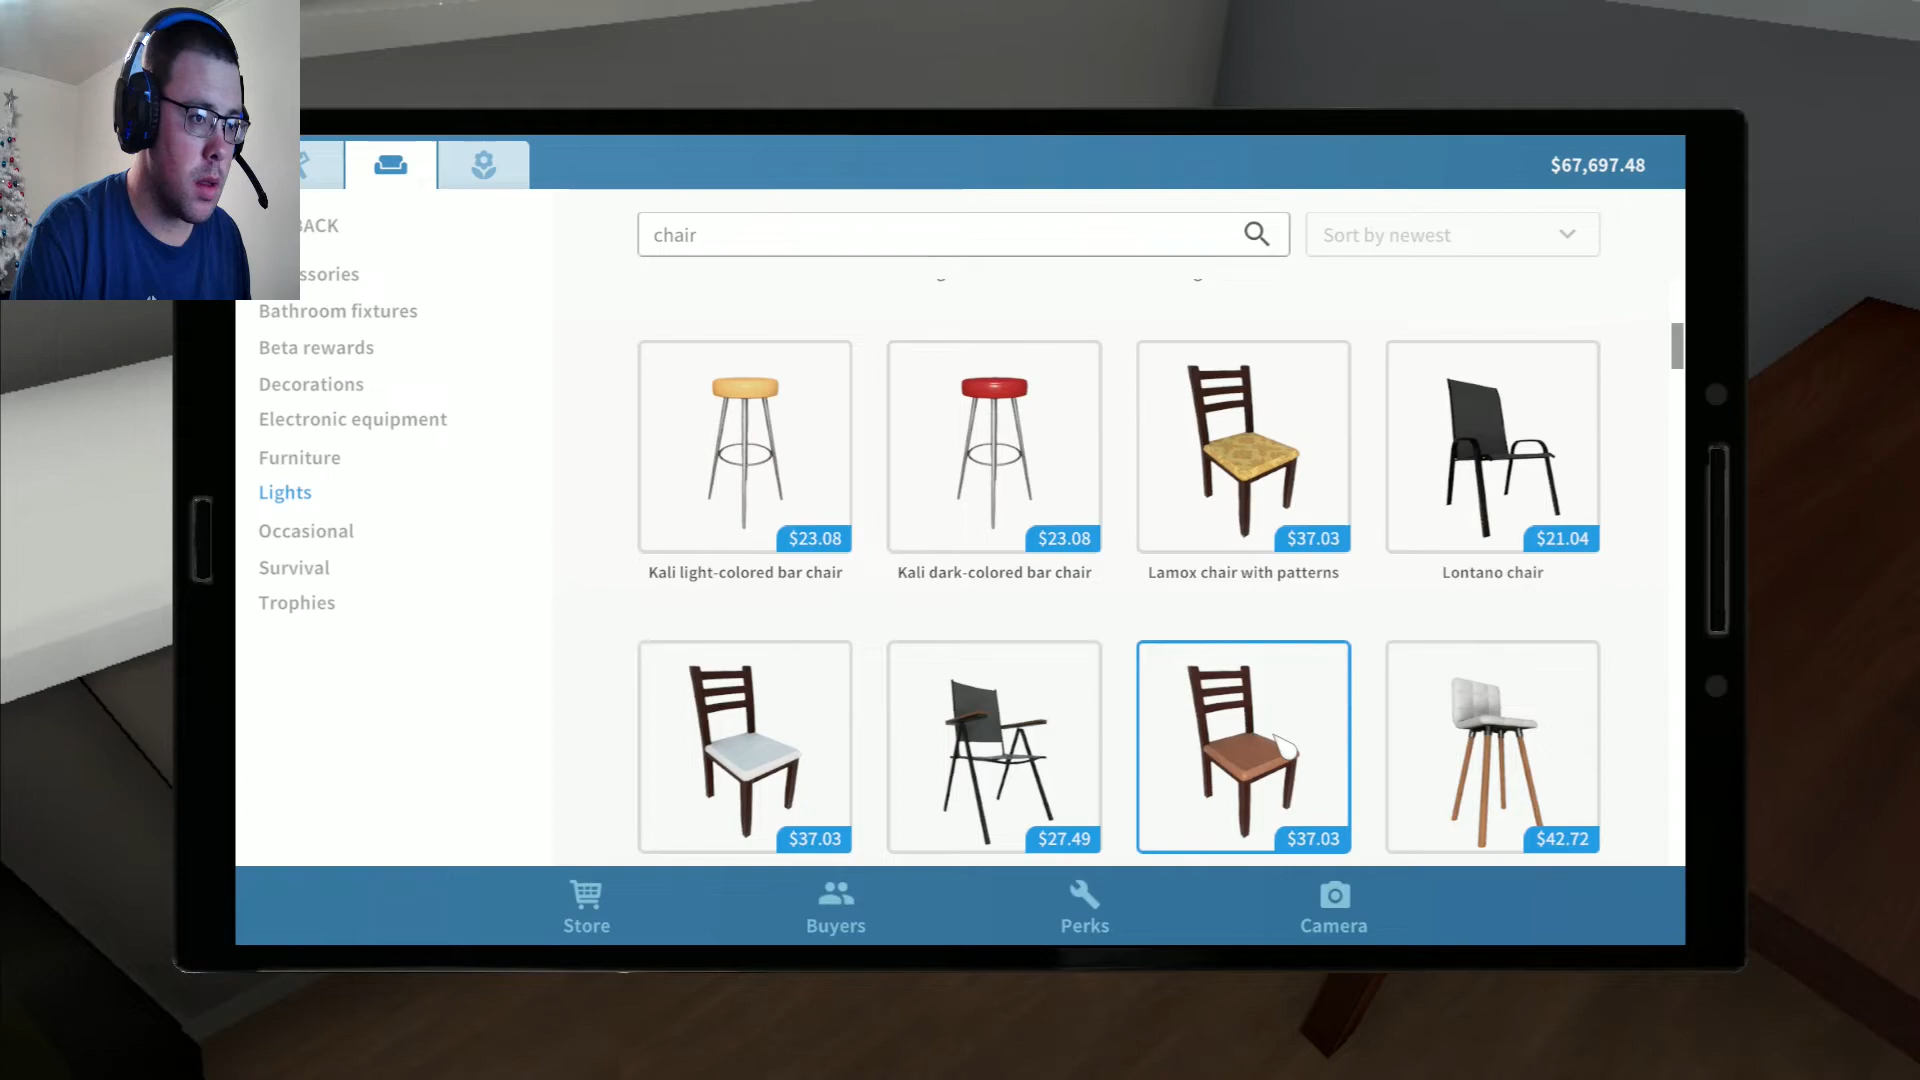 $67,697.48
BACK
chair
Sort by newest
ssories
Bathroom fixtures
Beta rewards
Decorations
Electronic equipment
Furniture
Lights
Occasional
Survival
Trophies
$23.08
$23.08
$37.03
$21.04
Kali light-colored bar chair
Kali dark-colored bar chair
Lamox chair with patterns
Lontano chair
$37.03
$27.49
$37.03
$42.72
Store
Buyers
Perks
Camera